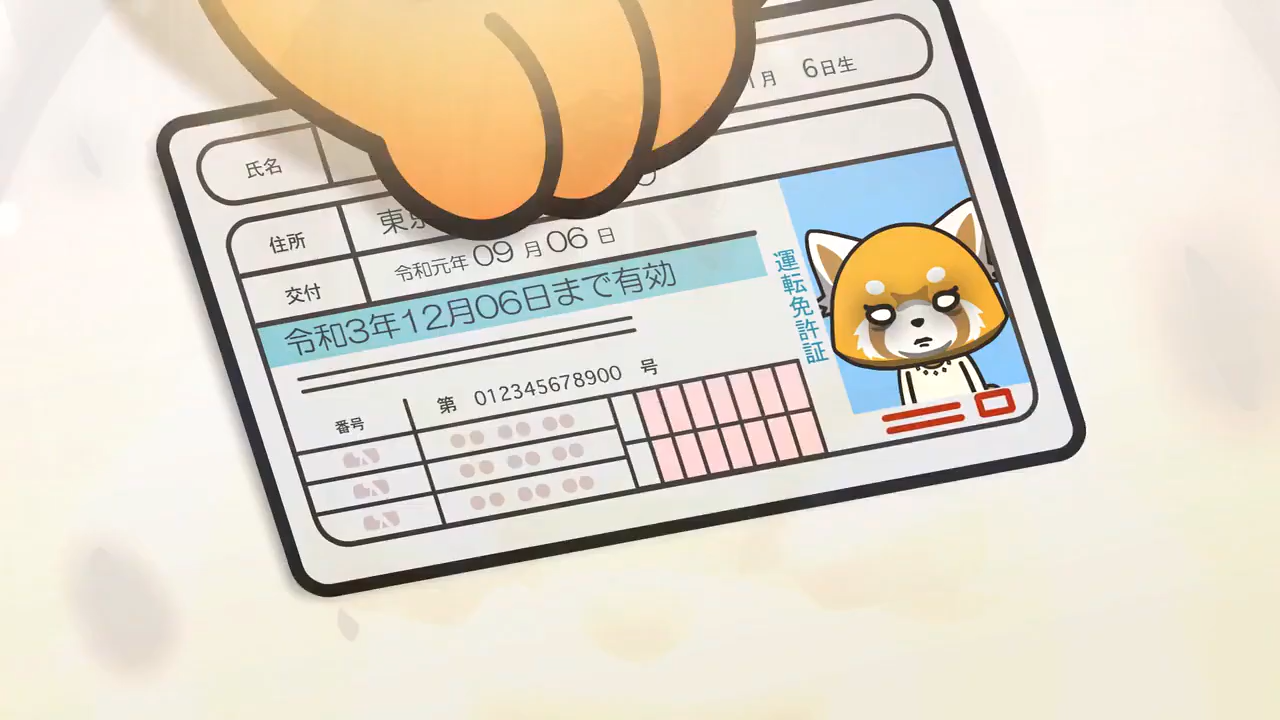 月 6日生
氏名
住所 東
交付 令和元年 09 月 06 日
令和3年12月06日まで有効
運転免許証
番号 第 012345678900 号